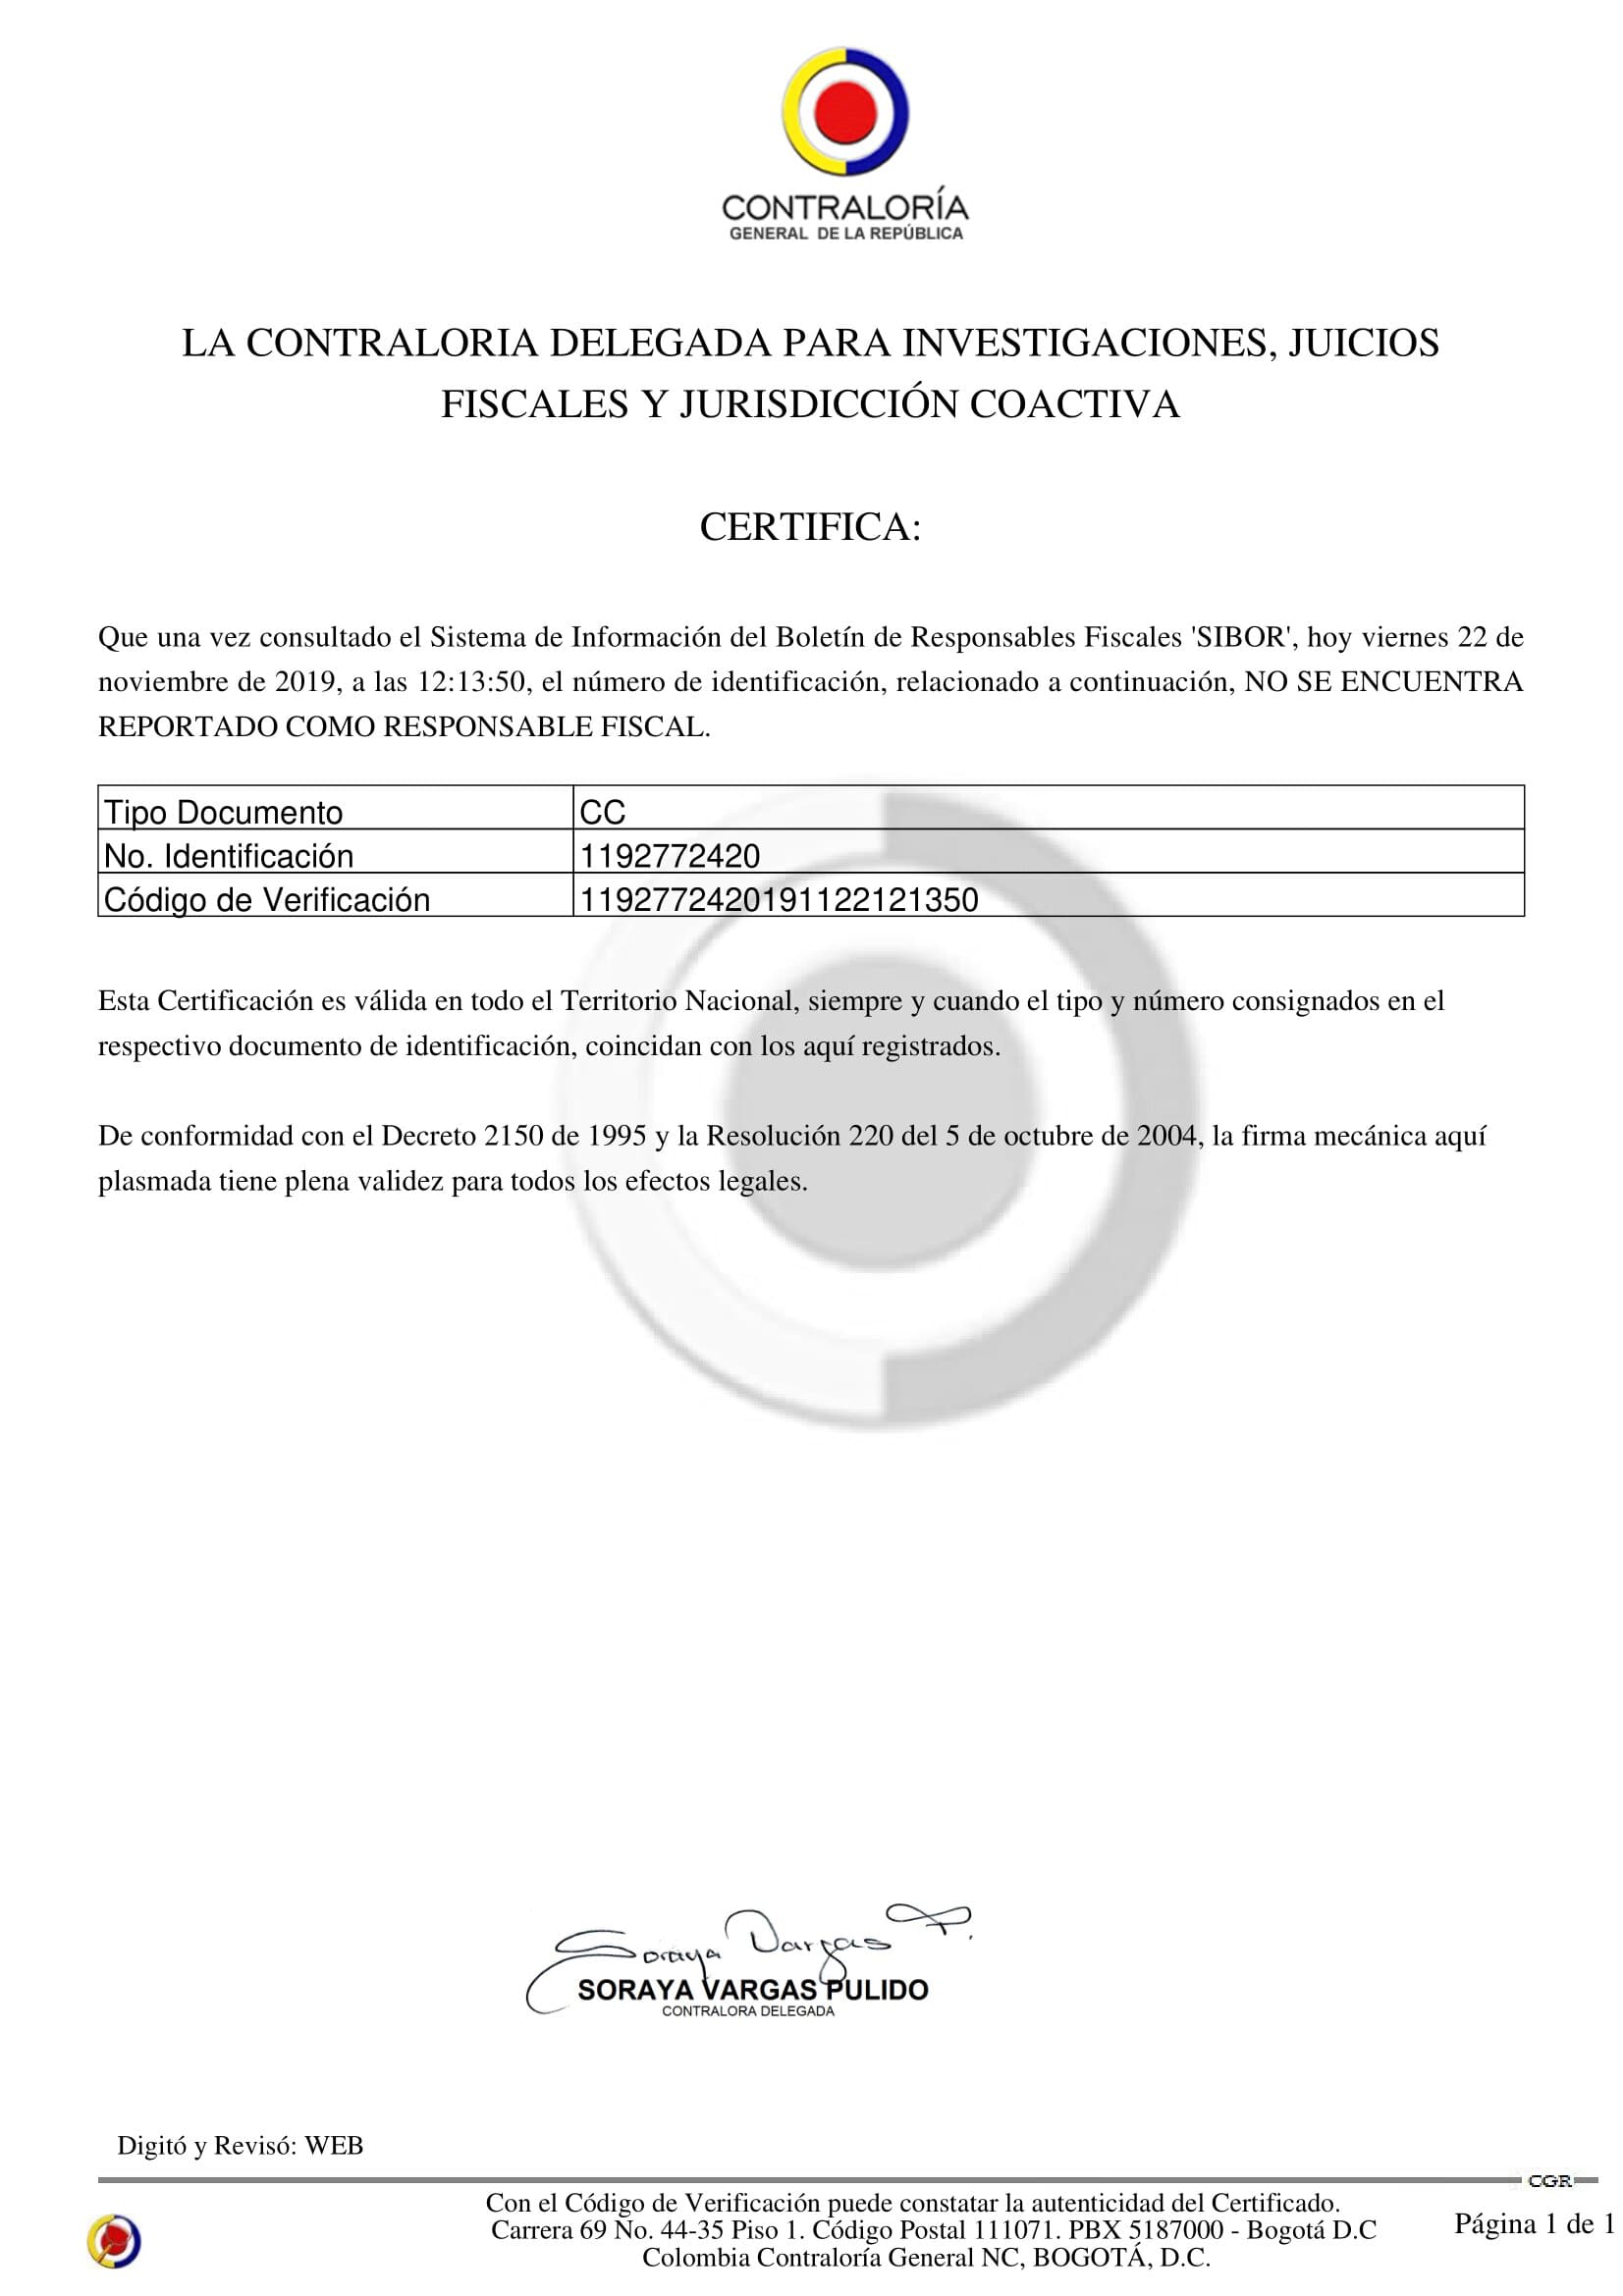 CONTRALORÍA
GENERAL DE LA REPÚBLICA
LA CONTRALORIA DELEGADA PARA INVESTIGACIONES, JUICIOS
FISCALES Y JURISDICCIÓN COACTIVA
CERTIFICA:
Que una vez consultado el Sistema de Información del Boletín de Responsables Fiscales 'SIBOR', hoy viernes 22 de
noviembre de 2019, a las 12:13:50, el número de identificación, relacionado a continuación, NO SE ENCUENTRA
REPORTADO COMO RESPONSABLE FISCAL.
Tipo Documento CC
No. Identificación 1192772420
Código de Verificación 1192772420191122121350
Esta Certificación es válida en todo el Territorio Nacional, siempre y cuando el tipo y número consignados en el
respectivo documento de identificación, coincidan con los aquí registrados.
De conformidad con el Decreto 2150 de 1995 y la Resolución 220 del 5 de octubre de 2004, la firma mecánica aquí
plasmada tiene plena validez para todos los efectos legales.
Soraya Vargas P.
SORAYA VARGAS PULIDO
CONTRALORA DELEGADA
Digitó y Revisó: WEB
CGR
Con el Código de Verificación puede constatar la autenticidad del Certificado.
Carrera 69 No. 44-35 Piso 1. Código Postal 111071. PBX 5187000 - Bogotá D.C
Colombia Contraloría General NC, BOGOTÁ, D.C.
Página 1 de 1